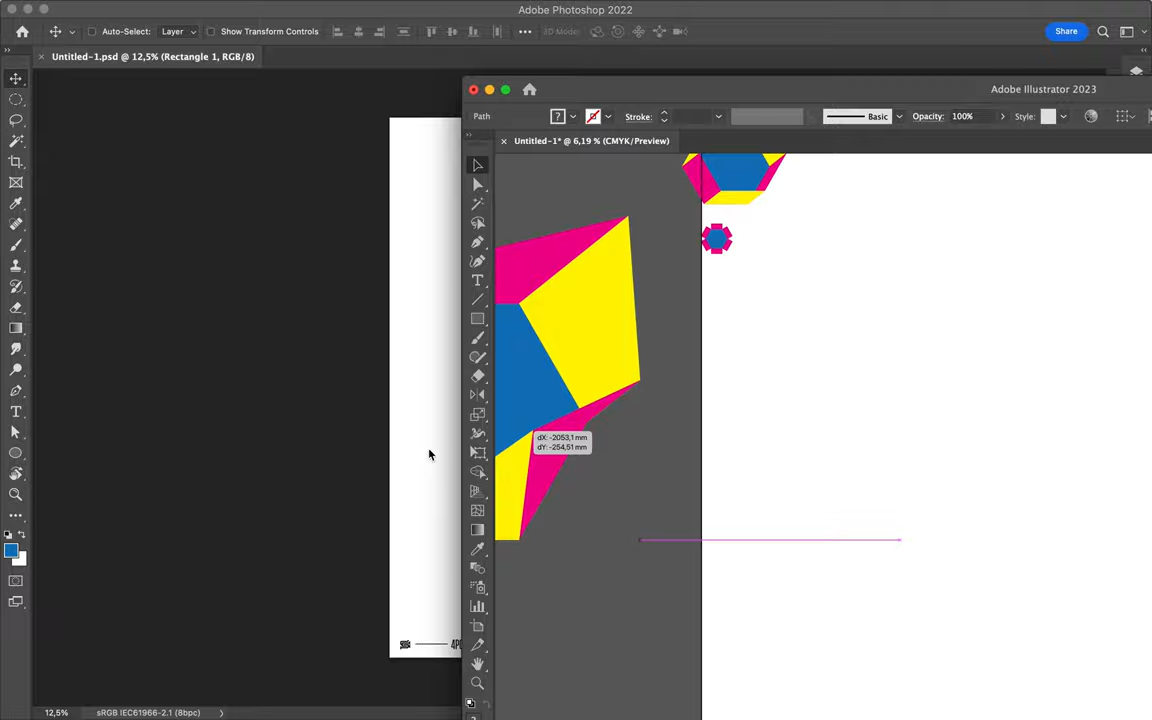 Adobe Photoshop 2022
Auto-Select: Layer Show Transform Controls 3D Mode: Share
Untitled-1.psd @ 12,5% (Rectangle 1, RGB/8)
Adobe Illustrator 2023
Path Stroke: Basic Opacity: 100% Style:
Untitled-1* @ 6,19 % (CMYK/Preview)
dX: -2053,1 mm
dY: -254,51 mm
12,5% sRGB IEC61966-2.1 (8bpc)